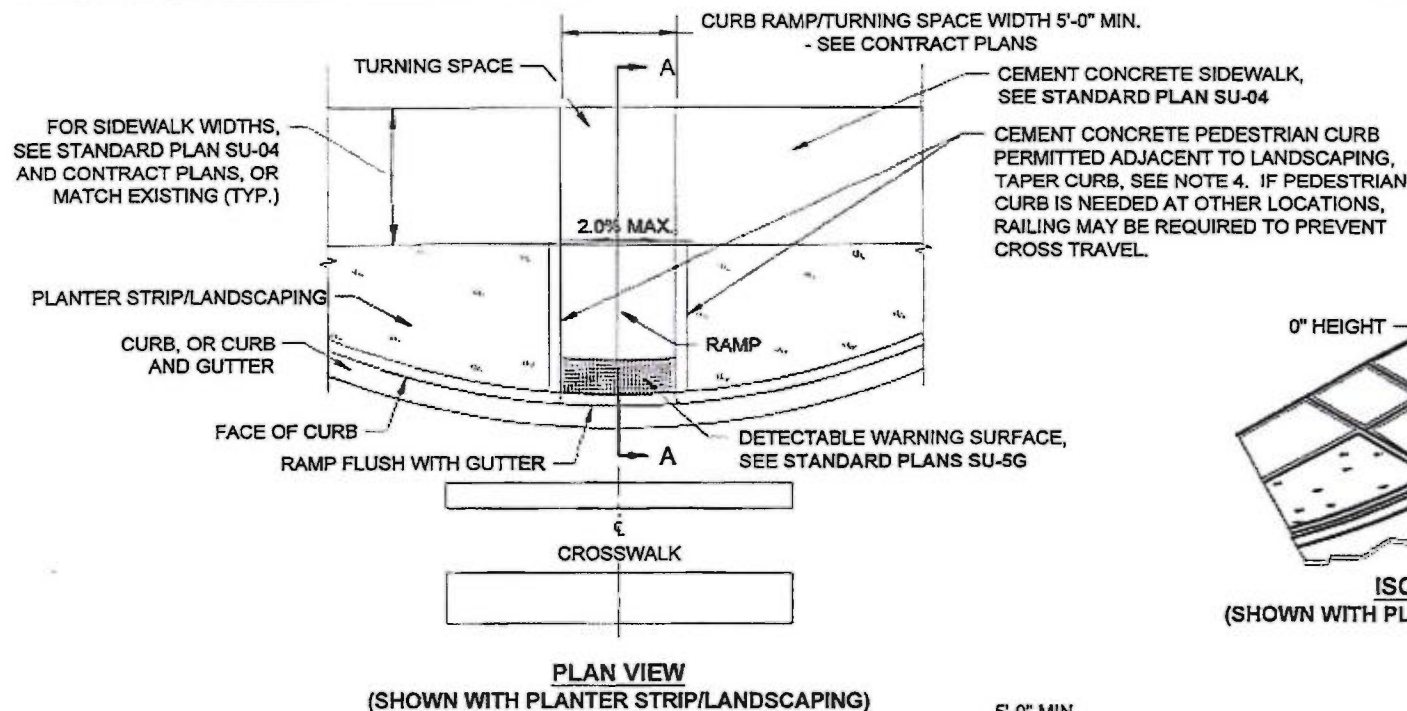 CURB RAMP/TURNING SPACE WIDTH 5'-0" MIN.
- SEE CONTRACT PLANS
TURNING SPACE
A
CEMENT CONCRETE SIDEWALK,
SEE STANDARD PLAN SU-04
FOR SIDEWALK WIDTHS,
SEE STANDARD PLAN SU-04
AND CONTRACT PLANS, OR
MATCH EXISTING (TYP.)
CEMENT CONCRETE PEDESTRIAN CURB
PERMITTED ADJACENT TO LANDSCAPING,
TAPER CURB, SEE NOTE 4. IF PEDESTRIAN
CURB IS NEEDED AT OTHER LOCATIONS,
RAILING MAY BE REQUIRED TO PREVENT
CROSS TRAVEL.
2.0% MAX.
PLANTER STRIP/LANDSCAPING
0" HEIGHT
CURB, OR CURB
AND GUTTER
RAMP
FACE OF CURB
RAMP FLUSH WITH GUTTER
A
DETECTABLE WARNING SURFACE,
SEE STANDARD PLANS SU-5G
℄
CROSSWALK
ISO
(SHOWN WITH PL
PLAN VIEW
(SHOWN WITH PLANTER STRIP/LANDSCAPING)